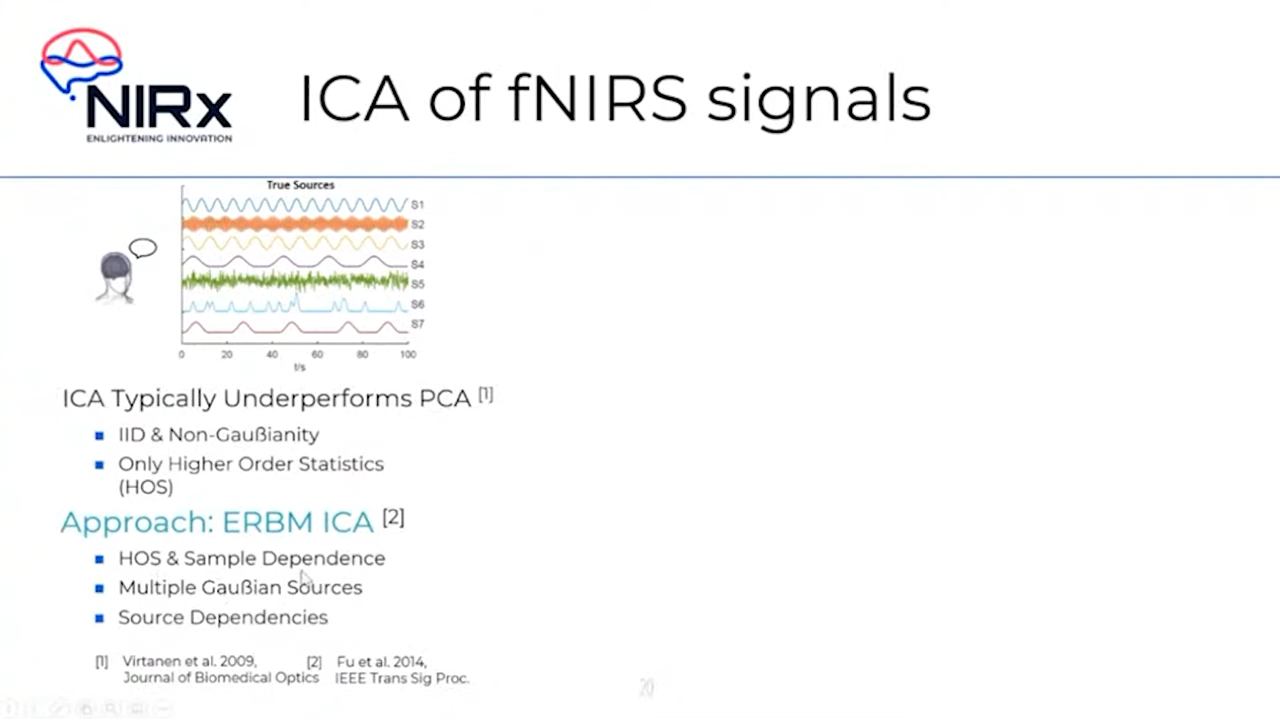 NIRx
ENLIGHTENING INNOVATION
ICA of fNIRS signals
True Sources
S1
S2
S3
S4
S5
S6
S7
0 20 40 60 80 100
t/s
ICA Typically Underperforms PCA [1]
IID & Non-Gaußianity
Only Higher Order Statistics
(HOS)
Approach: ERBM ICA [2]
HOS & Sample Dependence
Multiple Gaußian Sources
Source Dependencies
[1] Virtanen et al. 2009, [2] Fu et al. 2014,
Journal of Biomedical Optics IEEE Trans Sig Proc.
20